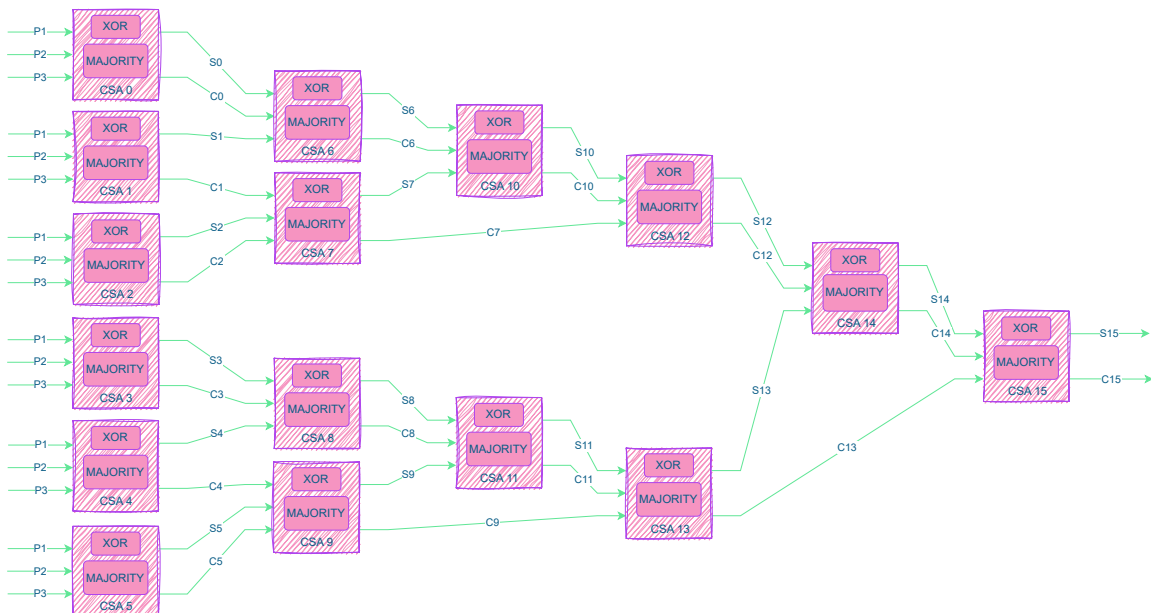 P1
P2
P3
XOR
MAJORITY
CSA 0
S0
C0
P1
P2
P3
XOR
MAJORITY
CSA 1
S1
C1
P1
P2
P3
XOR
MAJORITY
CSA 2
S2
C2
P1
P2
P3
XOR
MAJORITY
CSA 3
S3
C3
P1
P2
P3
XOR
MAJORITY
CSA 4
S4
C4
P1
P2
P3
XOR
MAJORITY
CSA 5
S5
C5
XOR
MAJORITY
CSA 6
S6
C6
XOR
MAJORITY
CSA 7
S7
C7
XOR
MAJORITY
CSA 8
S8
C8
XOR
MAJORITY
CSA 9
S9
C9
XOR
MAJORITY
CSA 10
S10
C10
XOR
MAJORITY
CSA 11
S11
C11
XOR
MAJORITY
CSA 12
S12
C12
XOR
MAJORITY
CSA 13
S13
C13
XOR
MAJORITY
CSA 14
S14
C14
XOR
MAJORITY
CSA 15
S15
C15